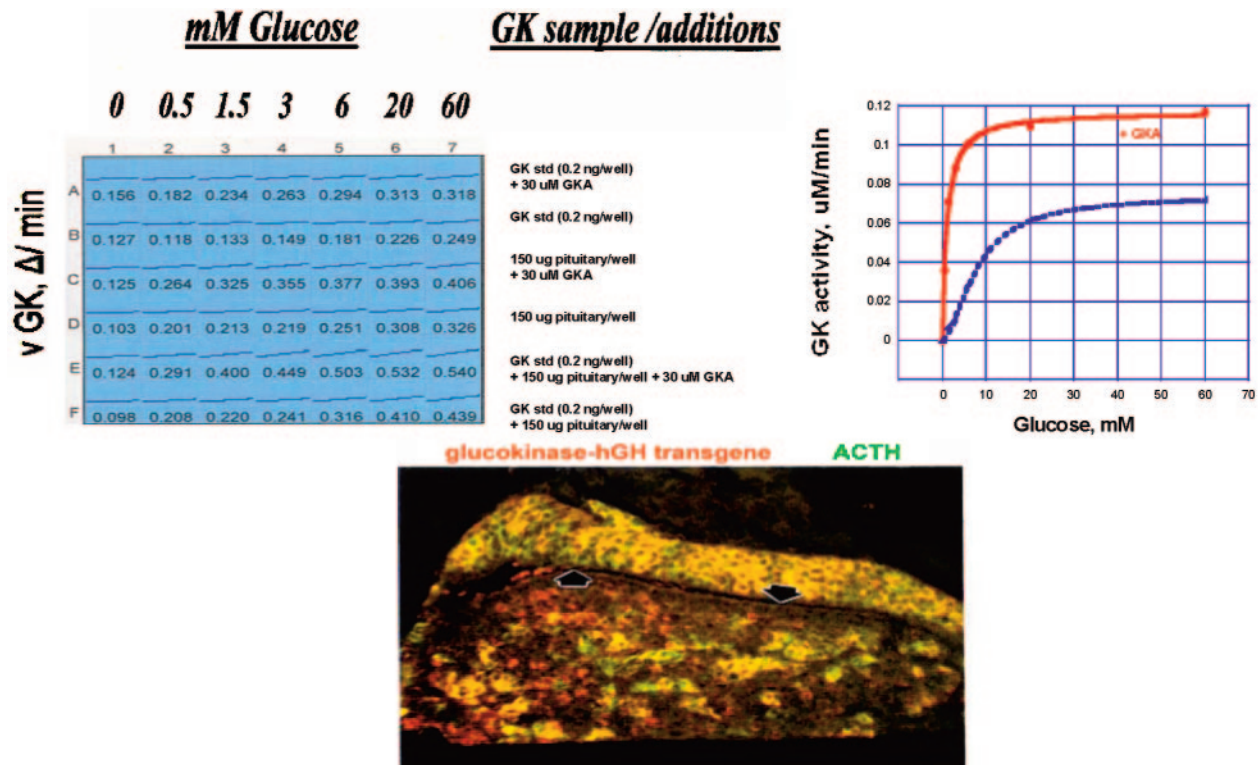 mM Glucose GK sample /additions
0 0.5 1.5 3 6 20 60
1 2 3 4 5 6 7
v GK, Δ/ min
A 0.156 0.182 0.234 0.263 0.294 0.313 0.318
GK std (0.2 ng/well)
+ 30 uM GKA
B 0.127 0.118 0.133 0.149 0.181 0.226 0.249
GK std (0.2 ng/well)
C 0.125 0.264 0.325 0.355 0.377 0.393 0.406
150 ug pituitary/well
+ 30uM GKA
D 0.103 0.201 0.213 0.219 0.251 0.308 0.326
150 ug pituitary/well
E 0.124 0.291 0.400 0.449 0.503 0.532 0.540
GK std (0.2 ng/well)
+ 150 ug pituitary/well + 30 uM GKA
F 0.098 0.208 0.220 0.241 0.316 0.410 0.439
GK std (0.2 ng/well)
+ 150 ug pituitary/well
GK activity, uM/min
0.12
0.1
0.08
0.06
0.04
0.02
0
+ GKA
0 10 20 30 40 50 60 70
Glucose, mM
glucokinase-hGH transgene ACTH